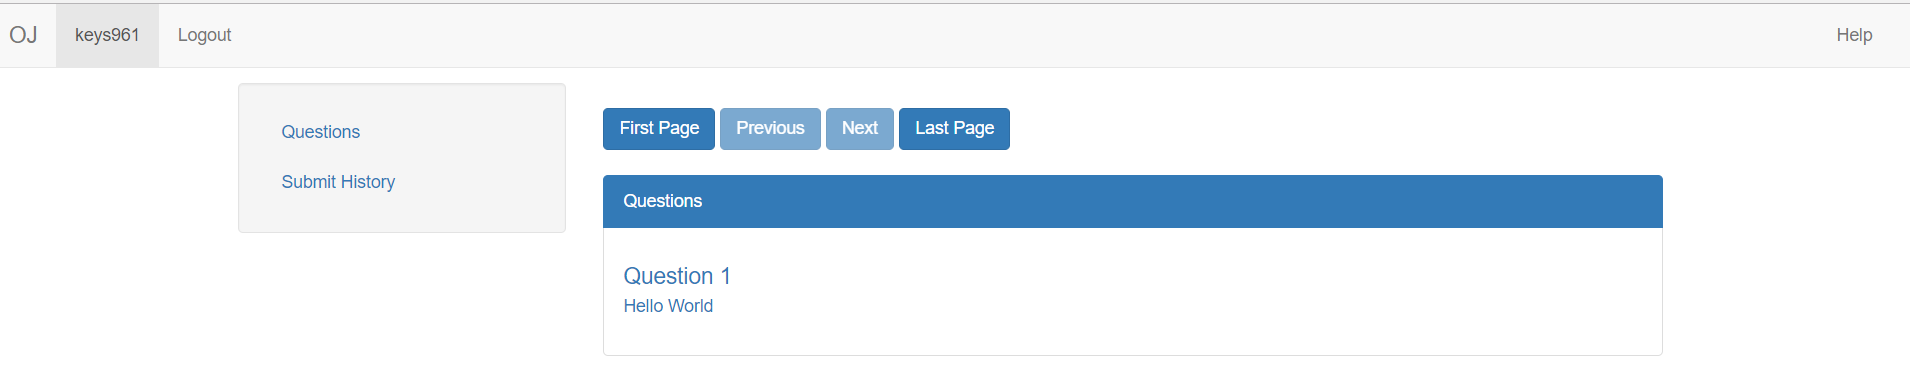 OJ keys961 Logout Help
Questions
Submit History
First Page Previous Next Last Page
Questions
Question 1
Hello World